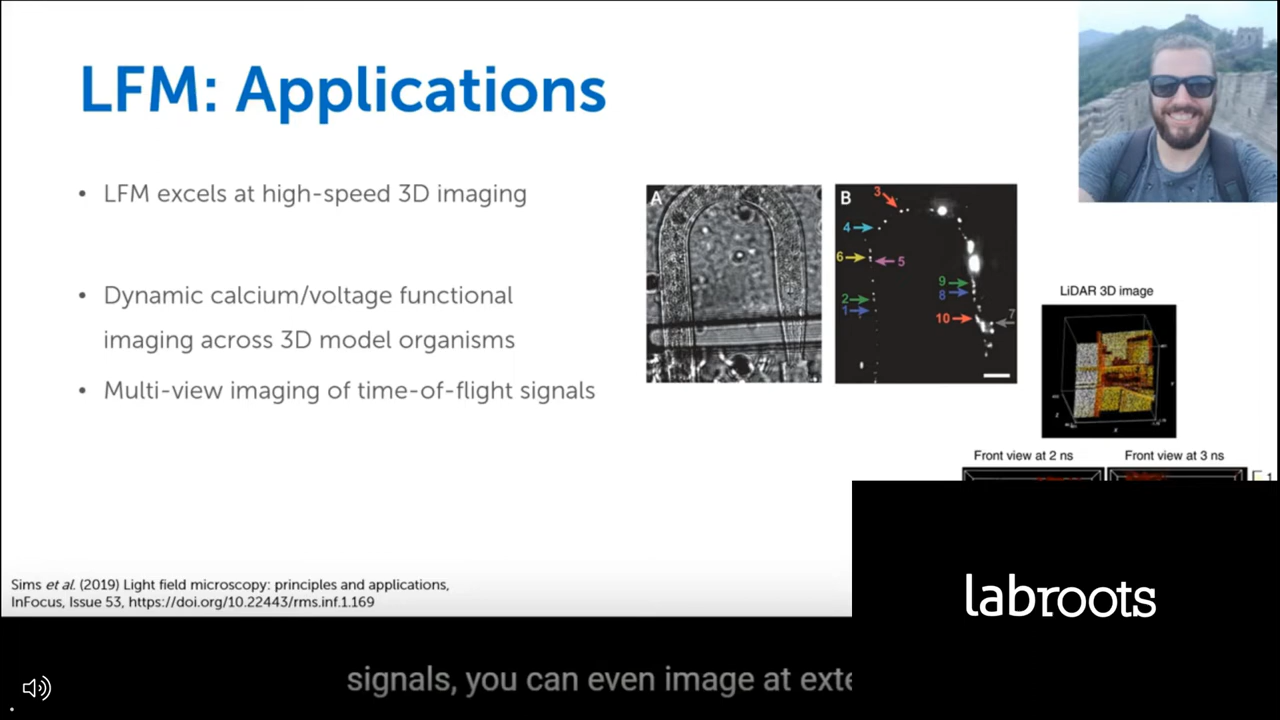 LFM: Applications
• LFM excels at high-speed 3D imaging
• Dynamic calcium/voltage functional
imaging across 3D model organisms
• Multi-view imaging of time-of-flight signals
A
B
3
4
6
5
2
1
9
8
10
7
LiDAR 3D image
Front view at 2 ns
Front view at 3 ns
Sims et al. (2019) Light field microscopy: principles and applications,
InFocus, Issue 53, https://doi.org/10.22443/rms.inf.1.169
labroots
signals, you can even image at